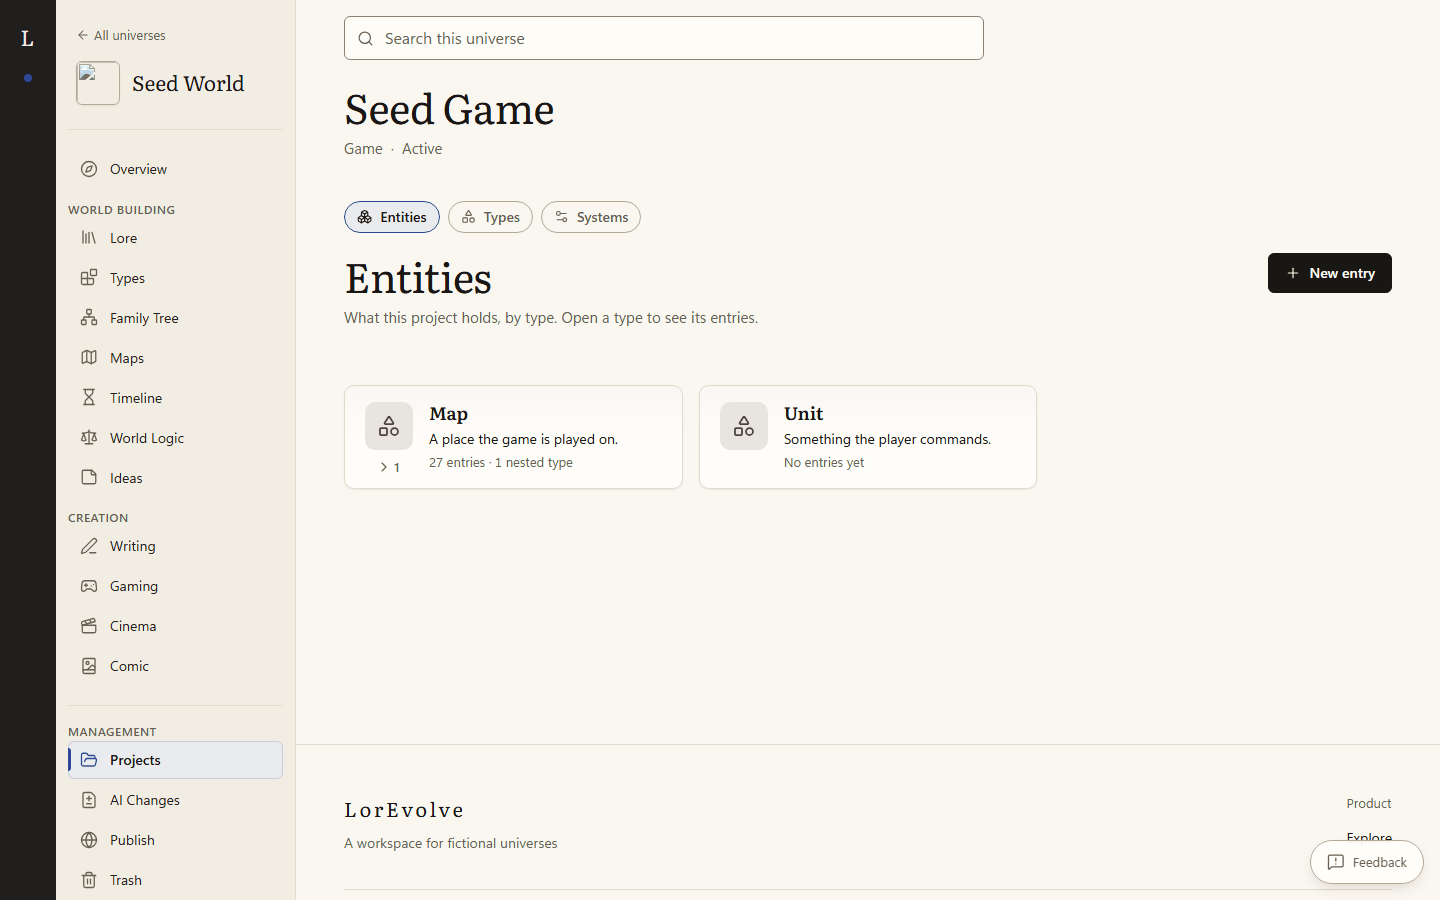 L
All universes
Seed World
Overview
WORLD BUILDING
Lore
Types
Family Tree
Maps
Timeline
World Logic
Ideas
CREATION
Writing
Gaming
Cinema
Comic
MANAGEMENT
Projects
AI Changes
Publish
Trash
Search this universe
Seed Game
Game · Active
Entities
Types
Systems
Entities
New entry
What this project holds, by type. Open a type to see its entries.
Map
A place the game is played on.
27 entries · 1 nested type
1
Unit
Something the player commands.
No entries yet
LorEvolve
A workspace for fictional universes
Product
Explore
Feedback